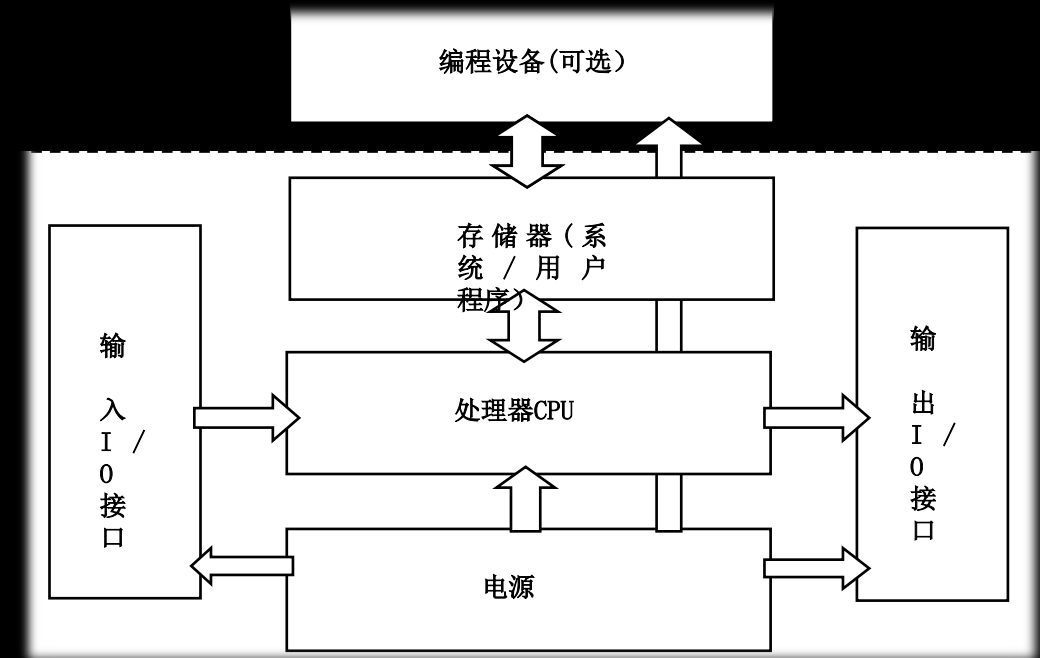 编程设备(可选）
存储器(系
统/用户
程序)
输
入
I/
O
接
口
处理器CPU
输
出
I/
O
接
口
电源